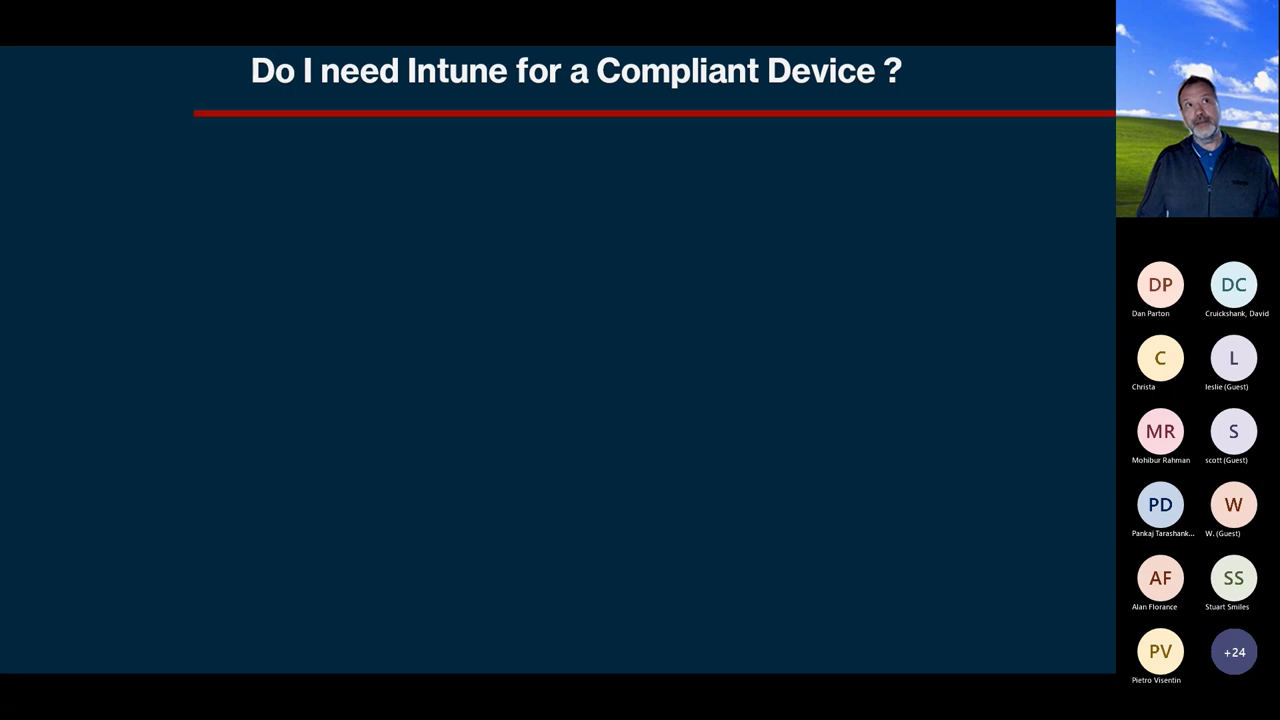 Do I need Intune for a Compliant Device ?
DP
DC
Dan Parton
Cruickshank, David
C
L
Christa
leslie (Guest)
MR
S
Mohibur Rahman
scott (Guest)
PD
W
Pankaj Tarashank...
W. (Guest)
AF
SS
Alan Florance
Stuart Smiles
PV
+24
Pietro Visentin